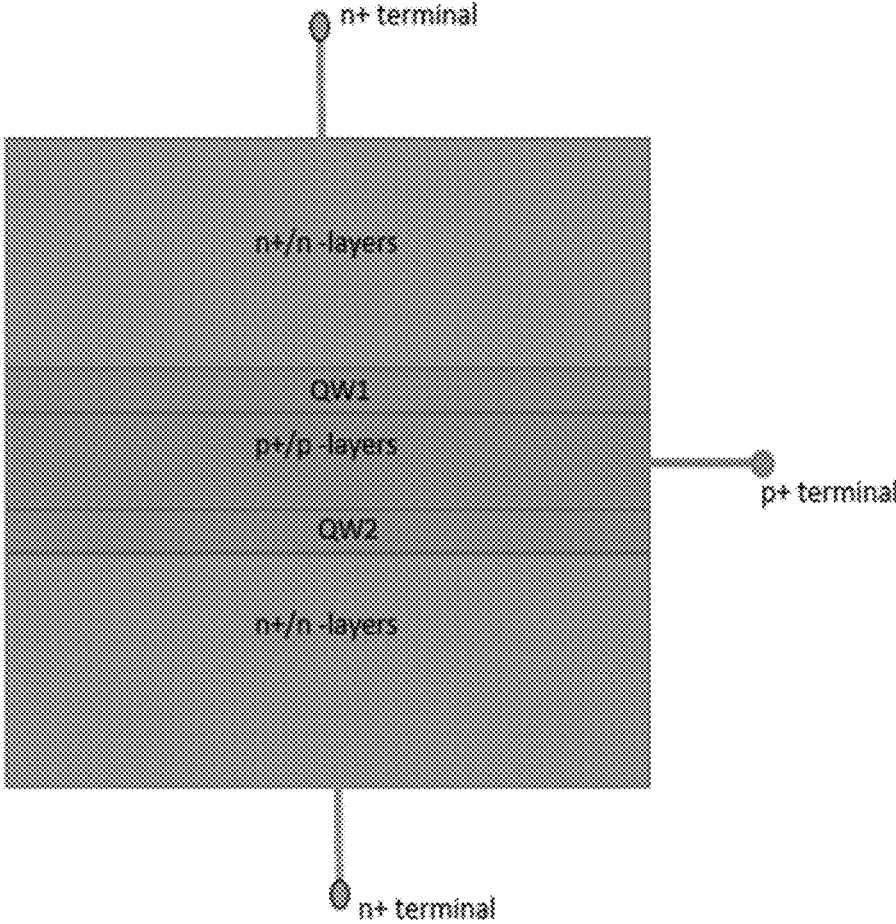 n+ terminal
n+/n -layers
QW1
p+/p -layers
p+ terminal
QW2
n+/n -layers
n+ terminal